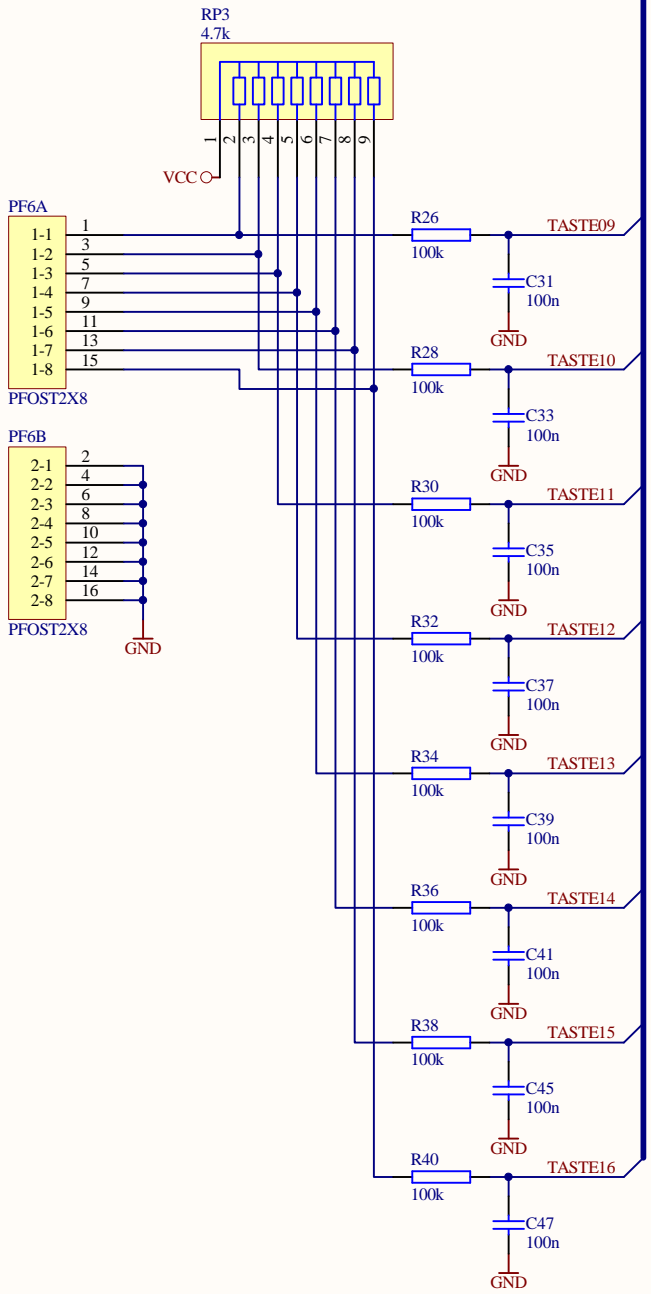 RP3
4.7k
1 2 3 4 5 6 7 8 9
VCC
PF6A
1-1 1
1-2 3
1-3 5
1-4 7
1-5 9
1-6 11
1-7 13
1-8 15
PFOST2X8
PF6B
2-1 2
2-2 4
2-3 6
2-4 8
2-5 10
2-6 12
2-7 14
2-8 16
PFOST2X8
GND
R26
100k
TASTE09
C31
100n
GND
R28
100k
TASTE10
C33
100n
GND
R30
100k
TASTE11
C35
100n
GND
R32
100k
TASTE12
C37
100n
GND
R34
100k
TASTE13
C39
100n
GND
R36
100k
TASTE14
C41
100n
GND
R38
100k
TASTE15
C45
100n
GND
R40
100k
TASTE16
C47
100n
GND